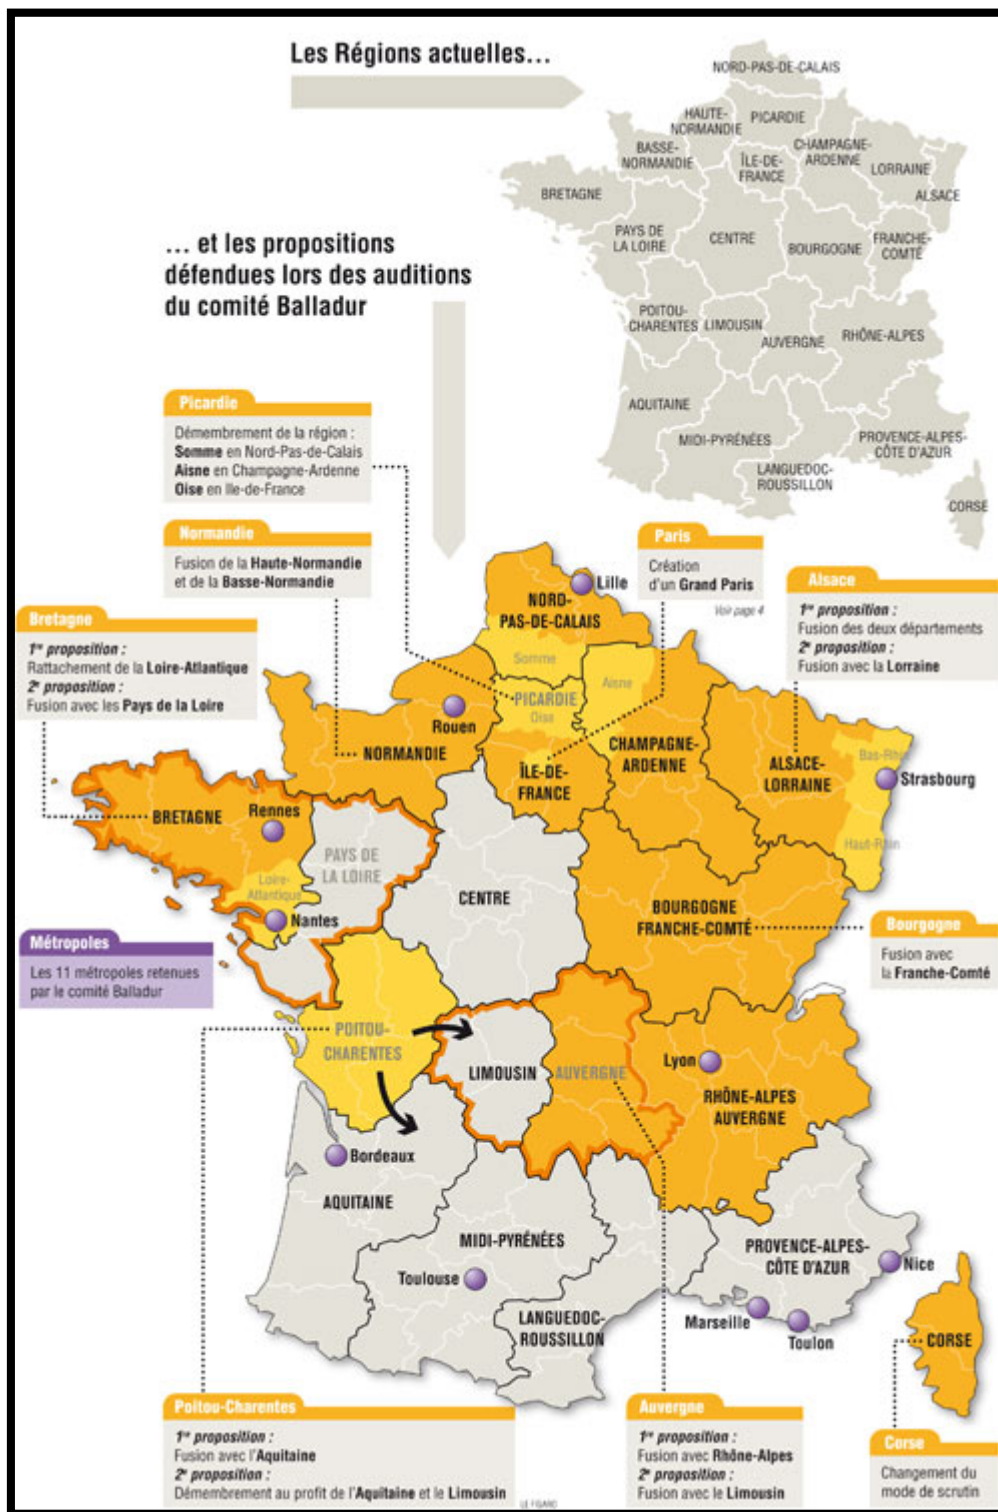 Les Régions actuelles...
NORD-PAS-DE-CALAIS
HAUTE-
NORMANDIE
PICARDIE
BASSE-
NORMANDIE
ÎLE-DE-
FRANCE
CHAMPAGNE-
ARDENNE
LORRAINE
ALSACE
BRETAGNE
PAYS DE
LA LOIRE
CENTRE
BOURGOGNE
FRANCHE-
COMTÉ
POITOU-
CHARENTES
LIMOUSIN
AUVERGNE
RHÔNE-ALPES
AQUITAINE
MIDI-PYRÉNÉES
LANGUEDOC-
ROUSSILLON
PROVENCE-ALPES-
CÔTE D'AZUR
CORSE
... et les propositions
défendues lors des auditions
du comité Balladur
Picardie
Démembrement de la région :
Somme en Nord-Pas-de-Calais
Aisne en Champagne-Ardenne
Oise en Ile-de-France
Normandie
Fusion de la Haute-Normandie
et de la Basse-Normandie
Paris
Création
d'un Grand Paris
Voir page 4
Alsace
1re proposition :
Fusion des deux départements
2e proposition :
Fusion avec la Lorraine
Bretagne
1re proposition :
Rattachement de la Loire-Atlantique
2e proposition :
Fusion avec les Pays de la Loire
Lille
NORD-
PAS-DE-CALAIS
Somme
Aisne
PICARDIE
Oise
Rouen
NORMANDIE
ÎLE-DE-
FRANCE
CHAMPAGNE-
ARDENNE
ALSACE-
LORRAINE
Bas-Rhin
Strasbourg
Haut-Rhin
BRETAGNE
Rennes
PAYS DE
LA LOIRE
Loire-
Atlantique
Nantes
CENTRE
BOURGOGNE
FRANCHE-COMTÉ
Bourgogne
Fusion avec
la Franche-Comté
Métropoles
Les 11 métropoles retenues
par le comité Balladur
POITOU-
CHARENTES
LIMOUSIN
AUVERGNE
Lyon
RHÔNE-ALPES
AUVERGNE
Bordeaux
AQUITAINE
MIDI-PYRÉNÉES
Toulouse
LANGUEDOC-
ROUSSILLON
PROVENCE-ALPES-
CÔTE D'AZUR
Nice
Marseille
Toulon
CORSE
Poitou-Charentes
1re proposition :
Fusion avec l'Aquitaine
2e proposition :
Démembrement au profit de l'Aquitaine et le Limousin
LE FIGARO
Auvergne
1re proposition :
Fusion avec Rhône-Alpes
2e proposition :
Fusion avec le Limousin
Corse
Changement du
mode de scrutin